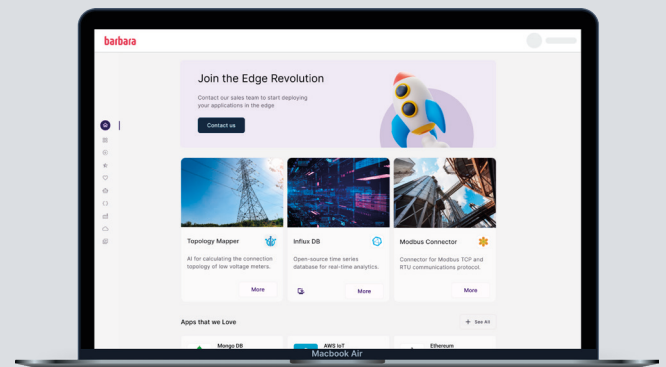 barbara
Join the Edge Revolution
Contact our sales team to start deploying
your applications in the edge
Contact us
Topology Mapper
AI for calculating the connection
topology of low voltage meters.
More
Influx DB
Open-source time series
database for real-time analytics.
More
Modbus Connector
Connector for Modbus TCP and
RTU communications protocol.
More
Apps that we Love
+ See All
Mongo DB
AWS IoT
Ethereum
Macbook Air